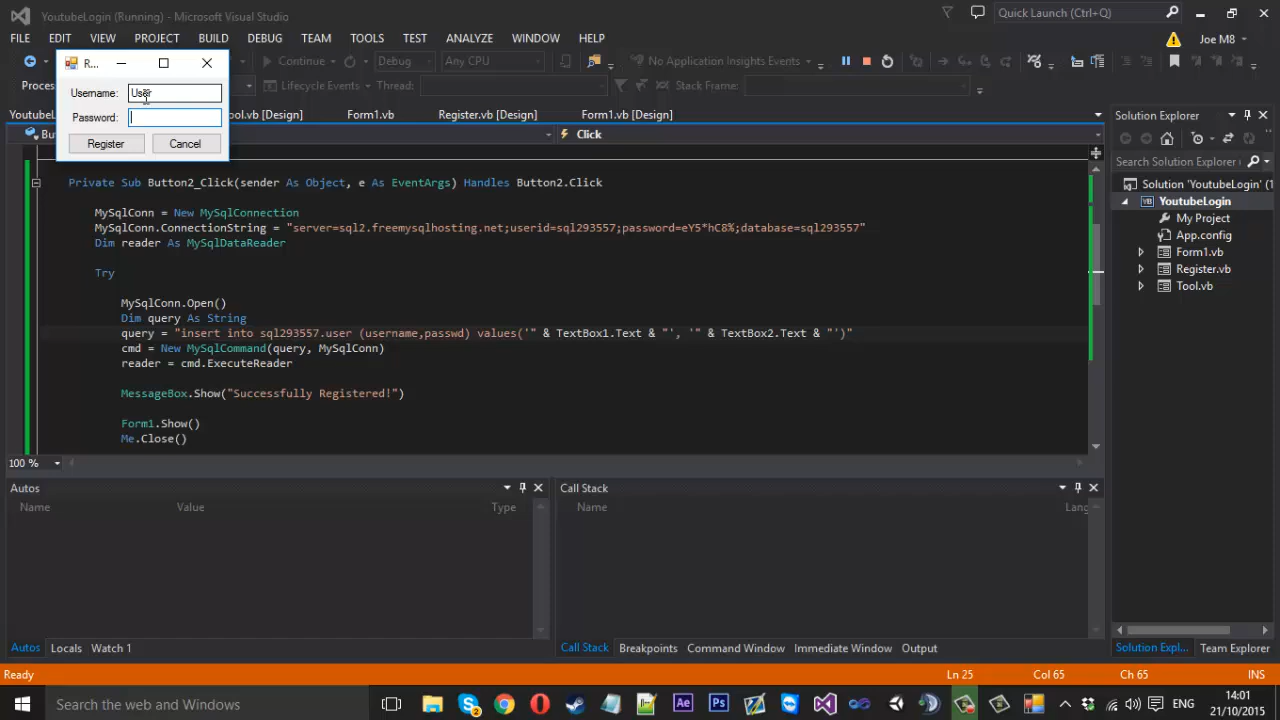 YoutubeLogin (Running) - Microsoft Visual Studio
Quick Launch (Ctrl+Q)
FILE EDIT VIEW PROJECT BUILD DEBUG TEAM TOOLS TEST ANALYZE WINDOW HELP
Joe M8
R...
Continue Debug Any CPU No Application Insights Events
Proces Lifecycle Events Thread: Stack Frame:
Username: User
Password:
Register Cancel
YoutubeL ool.vb [Design] Form1.vb Register.vb [Design] Form1.vb [Design]
Bu Click
Private Sub Button2_Click(sender As Object, e As EventArgs) Handles Button2.Click
MySqlConn = New MySqlConnection
MySqlConn.ConnectionString = "server=sql2.freemysqlhosting.net;userid=sql293557;password=eY5*hC8%;database=sql293557"
Dim reader As MySqlDataReader
Try
MySqlConn.Open()
Dim query As String
query = "insert into sql293557.user (username,passwd) values('" & TextBox1.Text & "', '" & TextBox2.Text & "')"
cmd = New MySqlCommand(query, MySqlConn)
reader = cmd.ExecuteReader
MessageBox.Show("Successfully Registered!")
Form1.Show()
Me.Close()
100 %
Solution Explorer
Search Solution Explorer
Solution 'YoutubeLogin' (1
YoutubeLogin
My Project
App.config
Form1.vb
Register.vb
Tool.vb
Autos
Name Value Type
Call Stack
Name Lang
Autos Locals Watch 1
Call Stack Breakpoints Command Window Immediate Window Output
Solution Expl... Team Explorer
Ready Ln 25 Col 65 Ch 65 INS
Search the web and Windows
Ae Ps
ENG
14:01
21/10/2015